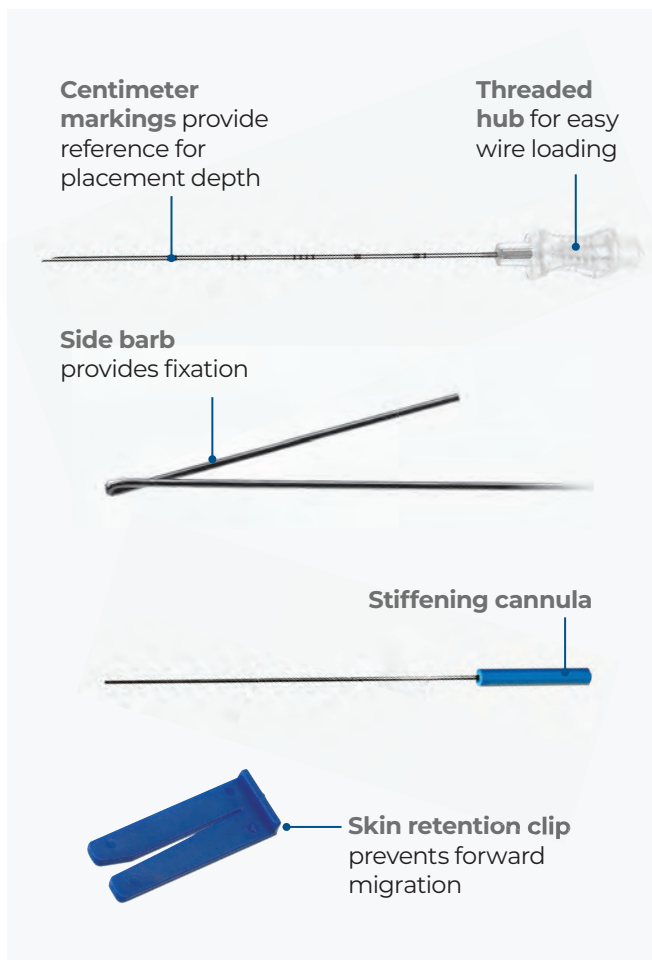 Centimeter
markings provide
reference for
placement depth
Threaded
hub for easy
wire loading
Side barb
provides fixation
Stiffening cannula
Skin retention clip
prevents forward
migration